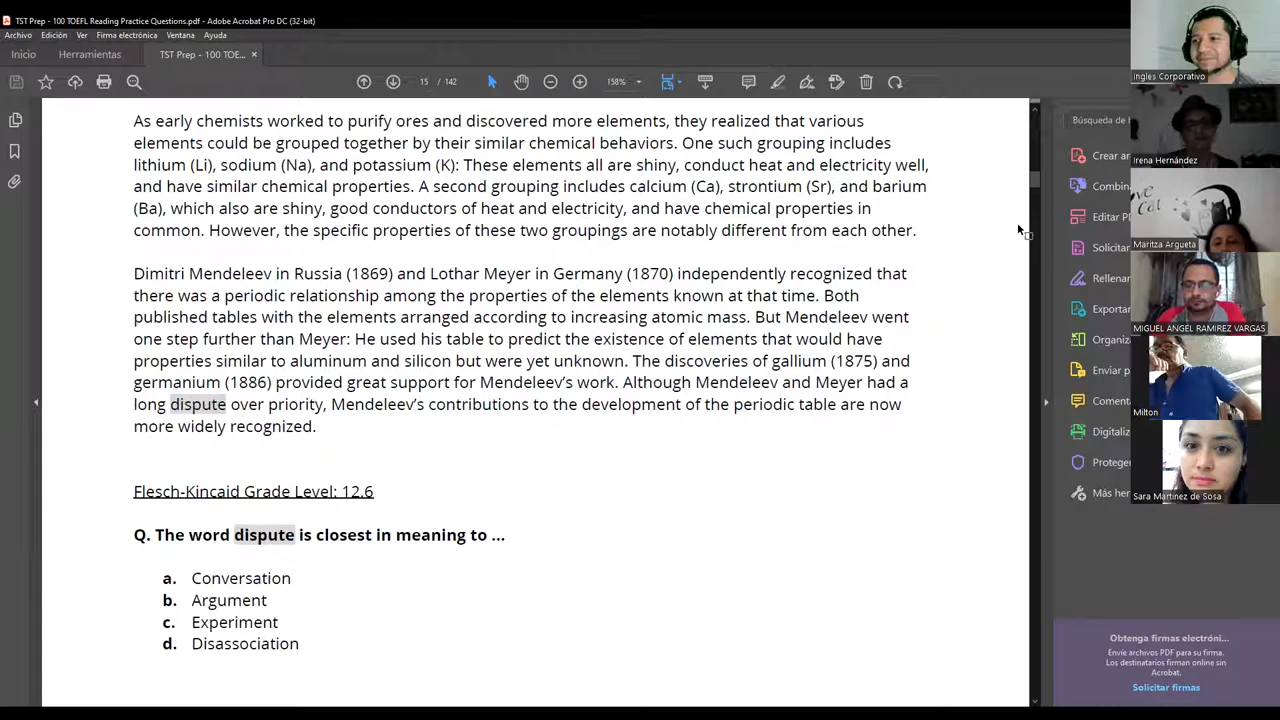 TST Prep - 100 TOEFL Reading Practice Questions.pdf - Adobe Acrobat Pro DC (32-bit)
Archivo Edición Ver Firma electrónica Ventana Ayuda
Inicio Herramientas TST Prep - 100 TOE... ×
15 / 142 158%
As early chemists worked to purify ores and discovered more elements, they realized that various
elements could be grouped together by their similar chemical behaviors. One such grouping includes
lithium (Li), sodium (Na), and potassium (K): These elements all are shiny, conduct heat and electricity well,
and have similar chemical properties. A second grouping includes calcium (Ca), strontium (Sr), and barium
(Ba), which also are shiny, good conductors of heat and electricity, and have chemical properties in
common. However, the specific properties of these two groupings are notably different from each other.
Dimitri Mendeleev in Russia (1869) and Lothar Meyer in Germany (1870) independently recognized that
there was a periodic relationship among the properties of the elements known at that time. Both
published tables with the elements arranged according to increasing atomic mass. But Mendeleev went
one step further than Meyer: He used his table to predict the existence of elements that would have
properties similar to aluminum and silicon but were yet unknown. The discoveries of gallium (1875) and
germanium (1886) provided great support for Mendeleev’s work. Although Mendeleev and Meyer had a
long dispute over priority, Mendeleev’s contributions to the development of the periodic table are now
more widely recognized.
Flesch-Kincaid Grade Level: 12.6
Q. The word dispute is closest in meaning to ...
a. Conversation
b. Argument
c. Experiment
d. Disassociation
Búsqueda de
Crear ar
Combina
Editar PD
Solicitar
Rellenar
Exportar
Organiz
Enviar p
Coment
Digitaliz
Proteger
Más her
Obtenga firmas electróni...
Envíe archivos PDF para su firma.
Los destinatarios firman online sin
Acrobat.
Solicitar firmas
Ingles Corporativo
Irena Hernández
Cat
Maritza Argueta
MIGUEL ANGEL RAMIREZ VARGAS
Milton
Sara Martinez de Sosa